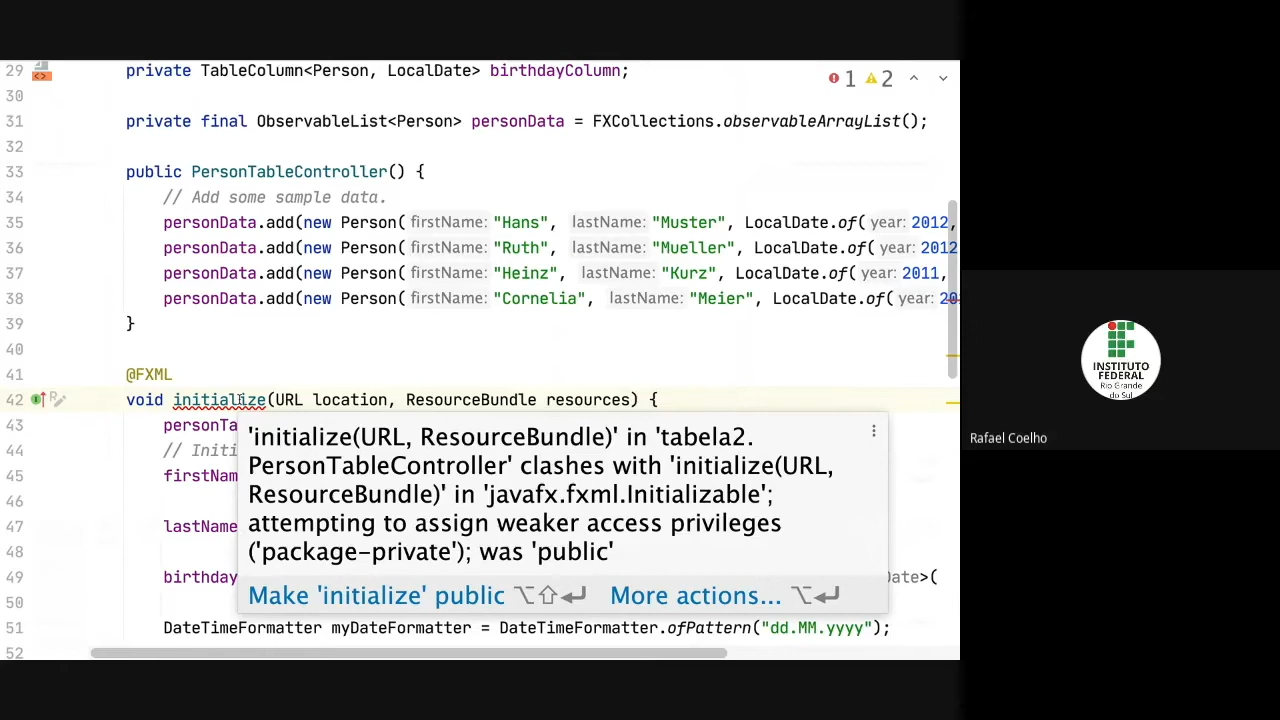 29 private TableColumn<Person, LocalDate> birthdayColumn; 1 2
30
31 private final ObservableList<Person> personData = FXCollections.observableArrayList();
32
33 public PersonTableController() {
34 // Add some sample data.
35 personData.add(new Person( firstName: "Hans", lastName: "Muster", LocalDate.of( year: 2012,
36 personData.add(new Person( firstName: "Ruth", lastName: "Mueller", LocalDate.of( year: 2012
37 personData.add(new Person( firstName: "Heinz", lastName: "Kurz", LocalDate.of( year: 2011,
38 personData.add(new Person( firstName: "Cornelia", lastName: "Meier", LocalDate.of( year: 20
39 }
40
41 @FXML
42 void initialize(URL location, ResourceBundle resources) {
43 personTa
44 // Initi
45 firstNam
46
47 lastName
48
49 birthday Date>(
50
51 DateTimeFormatter myDateFormatter = DateTimeFormatter.ofPattern("dd.MM.yyyy");
52
'initialize(URL, ResourceBundle)' in 'tabela2.
PersonTableController' clashes with 'initialize(URL,
ResourceBundle)' in 'javafx.fxml.Initializable';
attempting to assign weaker access privileges
('package-private'); was 'public'
Make 'initialize' public ⌥⇧↩ More actions... ⌥↩
INSTITUTO
FEDERAL
Rio Grande
do Sul
Rafael Coelho